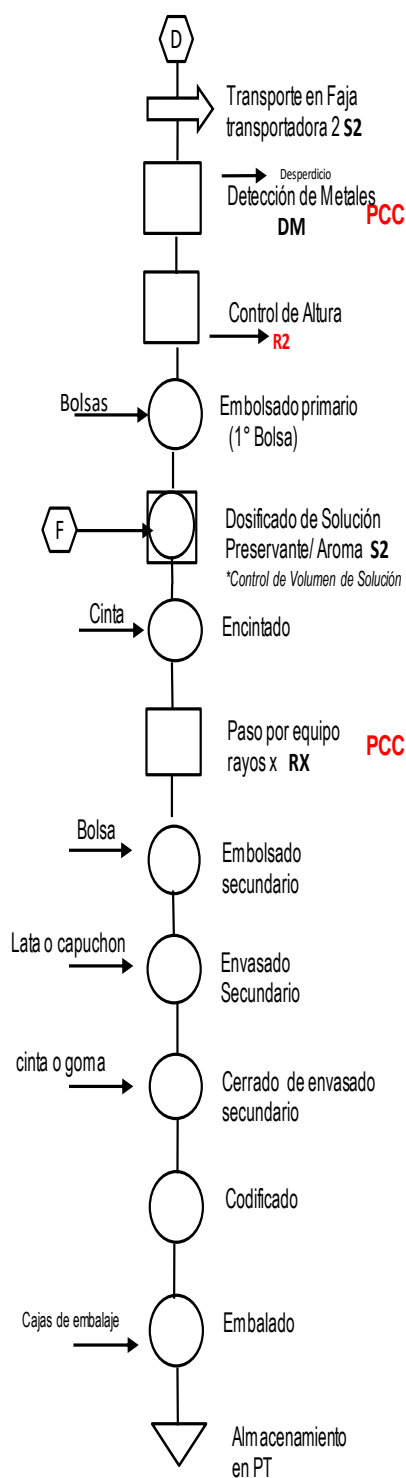 D
Transporte en Faja
transportadora 2 S2
Desperdicio
Detección de Metales
DM
PCC
Control de Altura
R2
Bolsas
Embolsado primario
(1° Bolsa)
F
Dosificado de Solución
Preservante/ Aroma S2
*Control de Volumen de Solución
Cinta
Encintado
Paso por equipo
rayos x RX
PCC
Bolsa
Embolsado
secundario
Lata o capuchon
Envasado
Secundario
cinta o goma
Cerrado de envasado
secundario
Codificado
Cajas de embalaje
Embalado
Almacenamiento
en PT